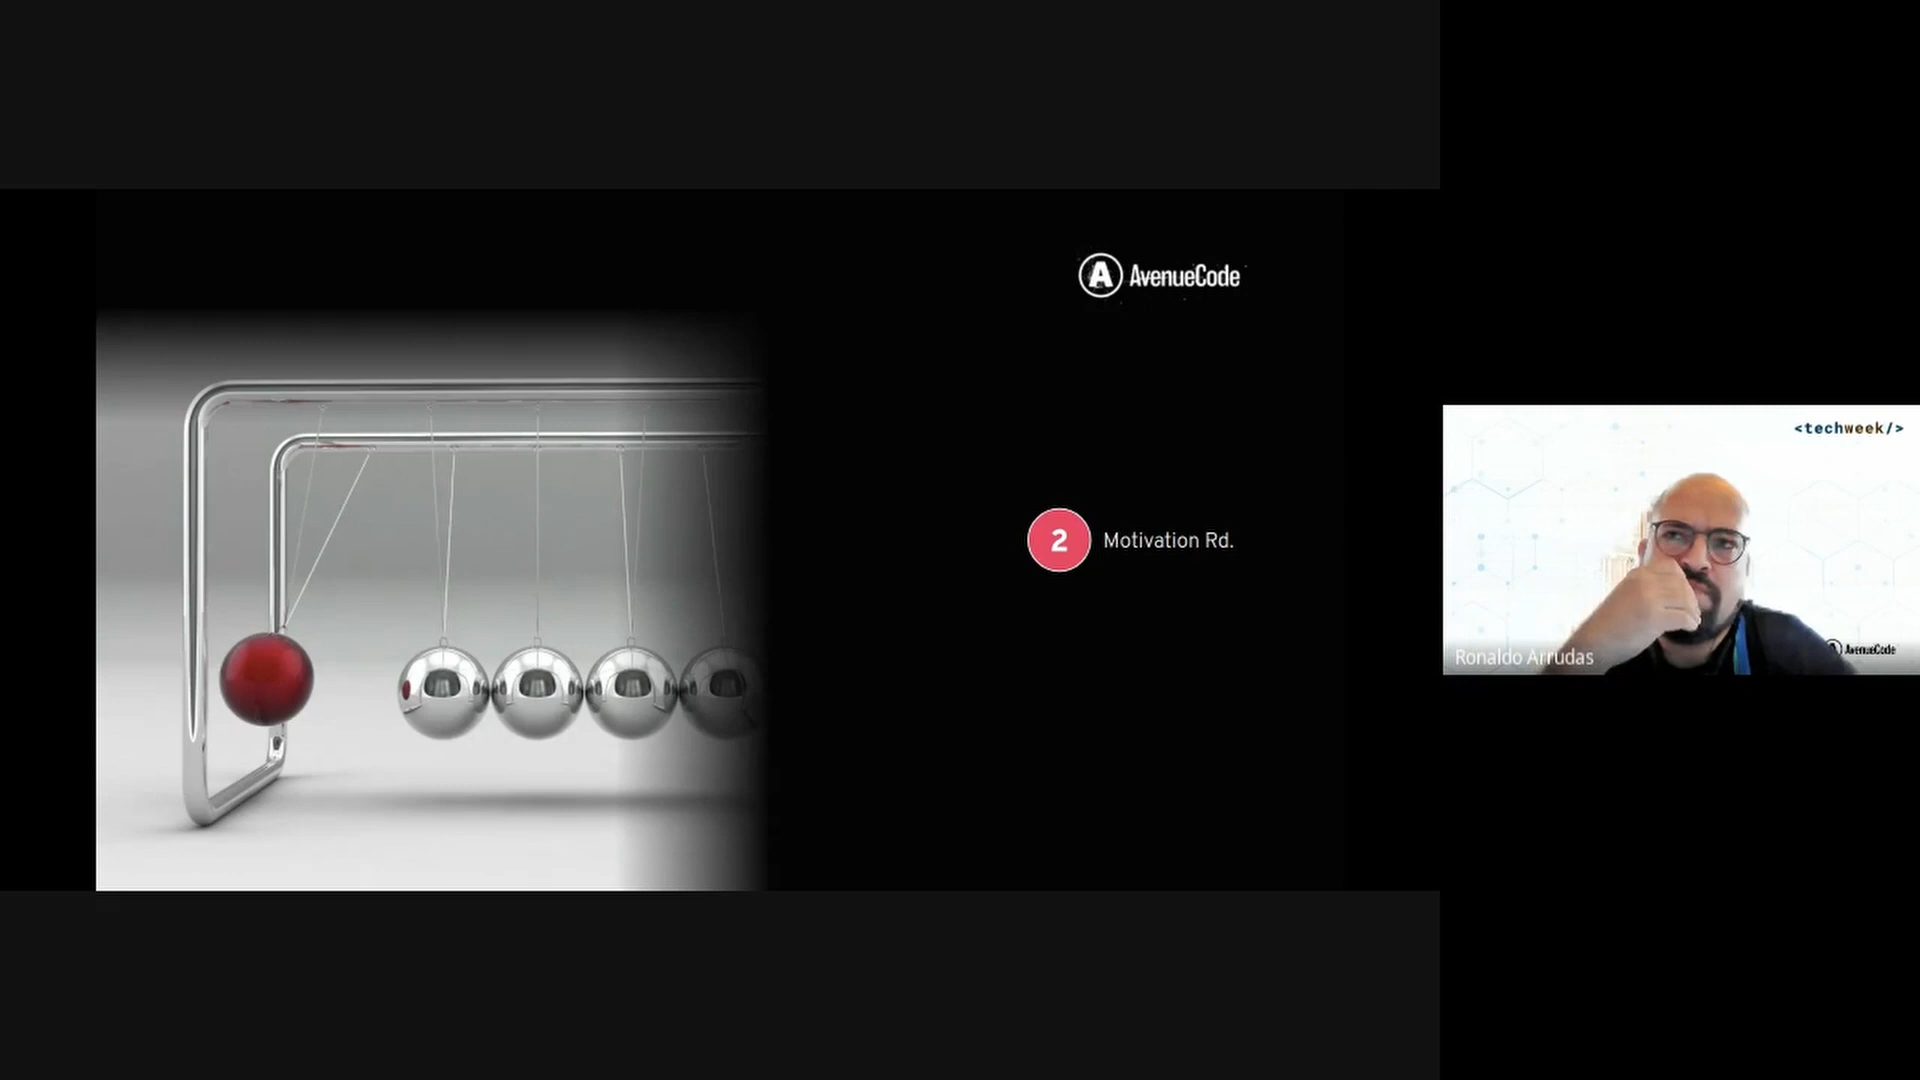 A AvenueCode
2 Motivation Rd.
<techweek/>
Ronaldo Arrudas
AvenueCode